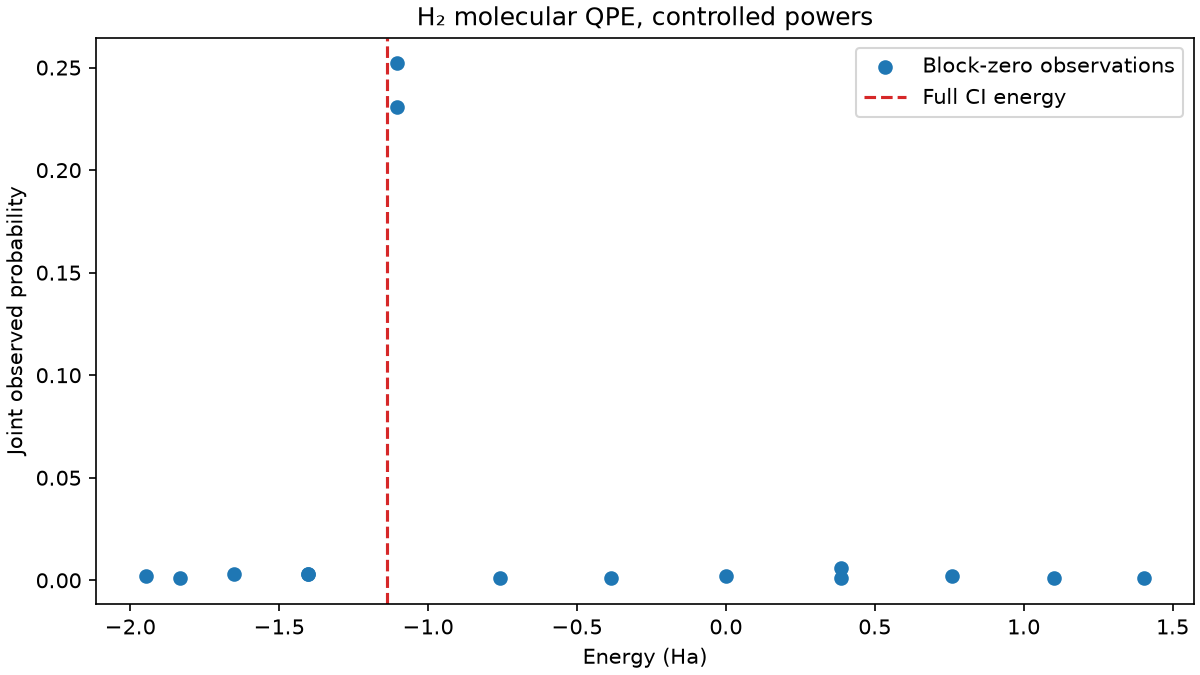 H₂ molecular QPE, controlled powers
Block-zero observations
Full CI energy
Joint observed probability
0.25
0.20
0.15
0.10
0.05
0.00
−2.0 −1.5 −1.0 −0.5 0.0 0.5 1.0 1.5
Energy (Ha)